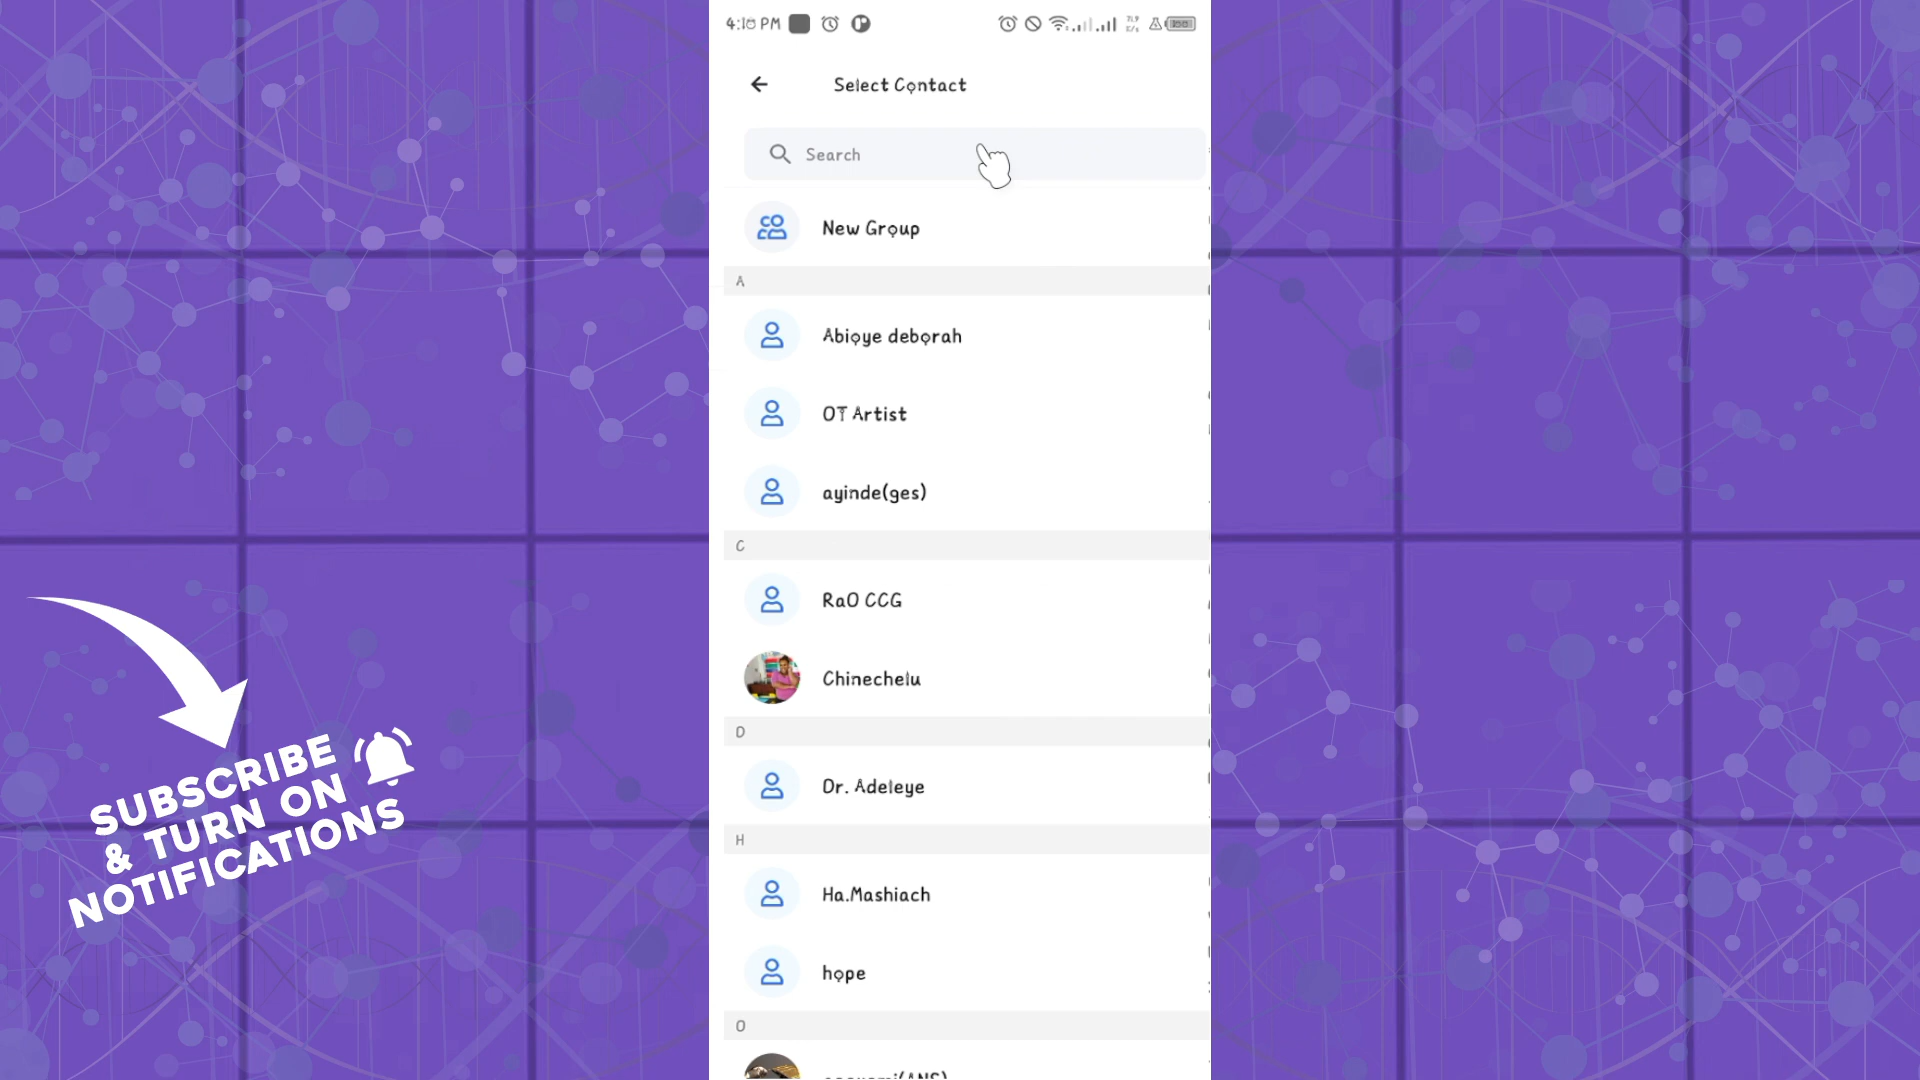 4:10 PM
Select Contact
Search
New Group
A
Abioye deborah
OT Artist
ayinde(ges)
C
RaO CCG
Chinechelu
D
Dr. Adeleye
H
Ha.Mashiach
hope
O
SUBSCRIBE
& TURN ON
NOTIFICATIONS